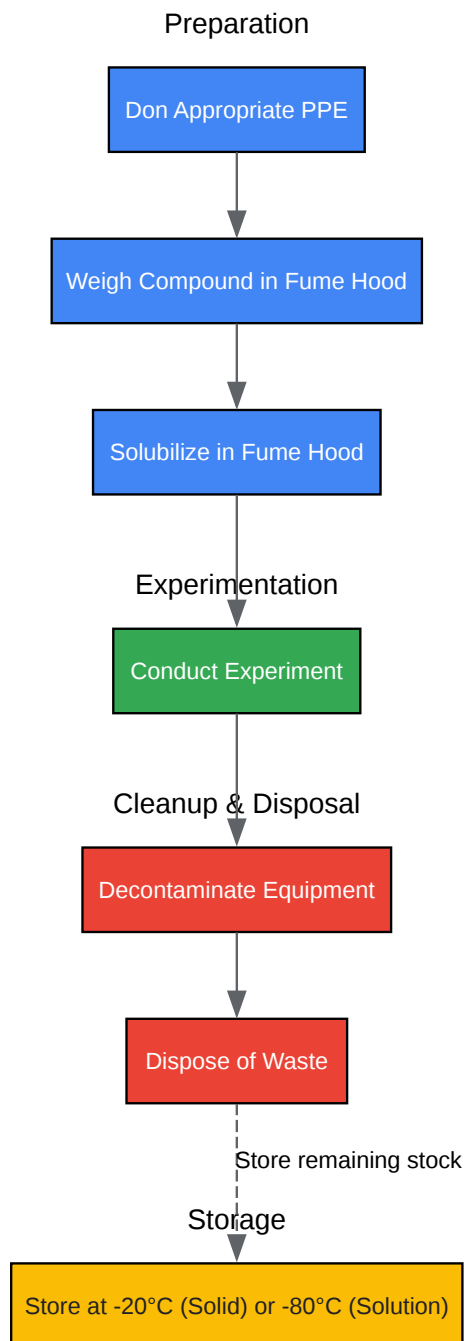 Preparation
Don Appropriate PPE
Weigh Compound in Fume Hood
Solubilize in Fume Hood
Experimentation
Conduct Experiment
Cleanup & Disposal
Decontaminate Equipment
Dispose of Waste
Store remaining stock
Storage
Store at -20°C (Solid) or -80°C (Solution)